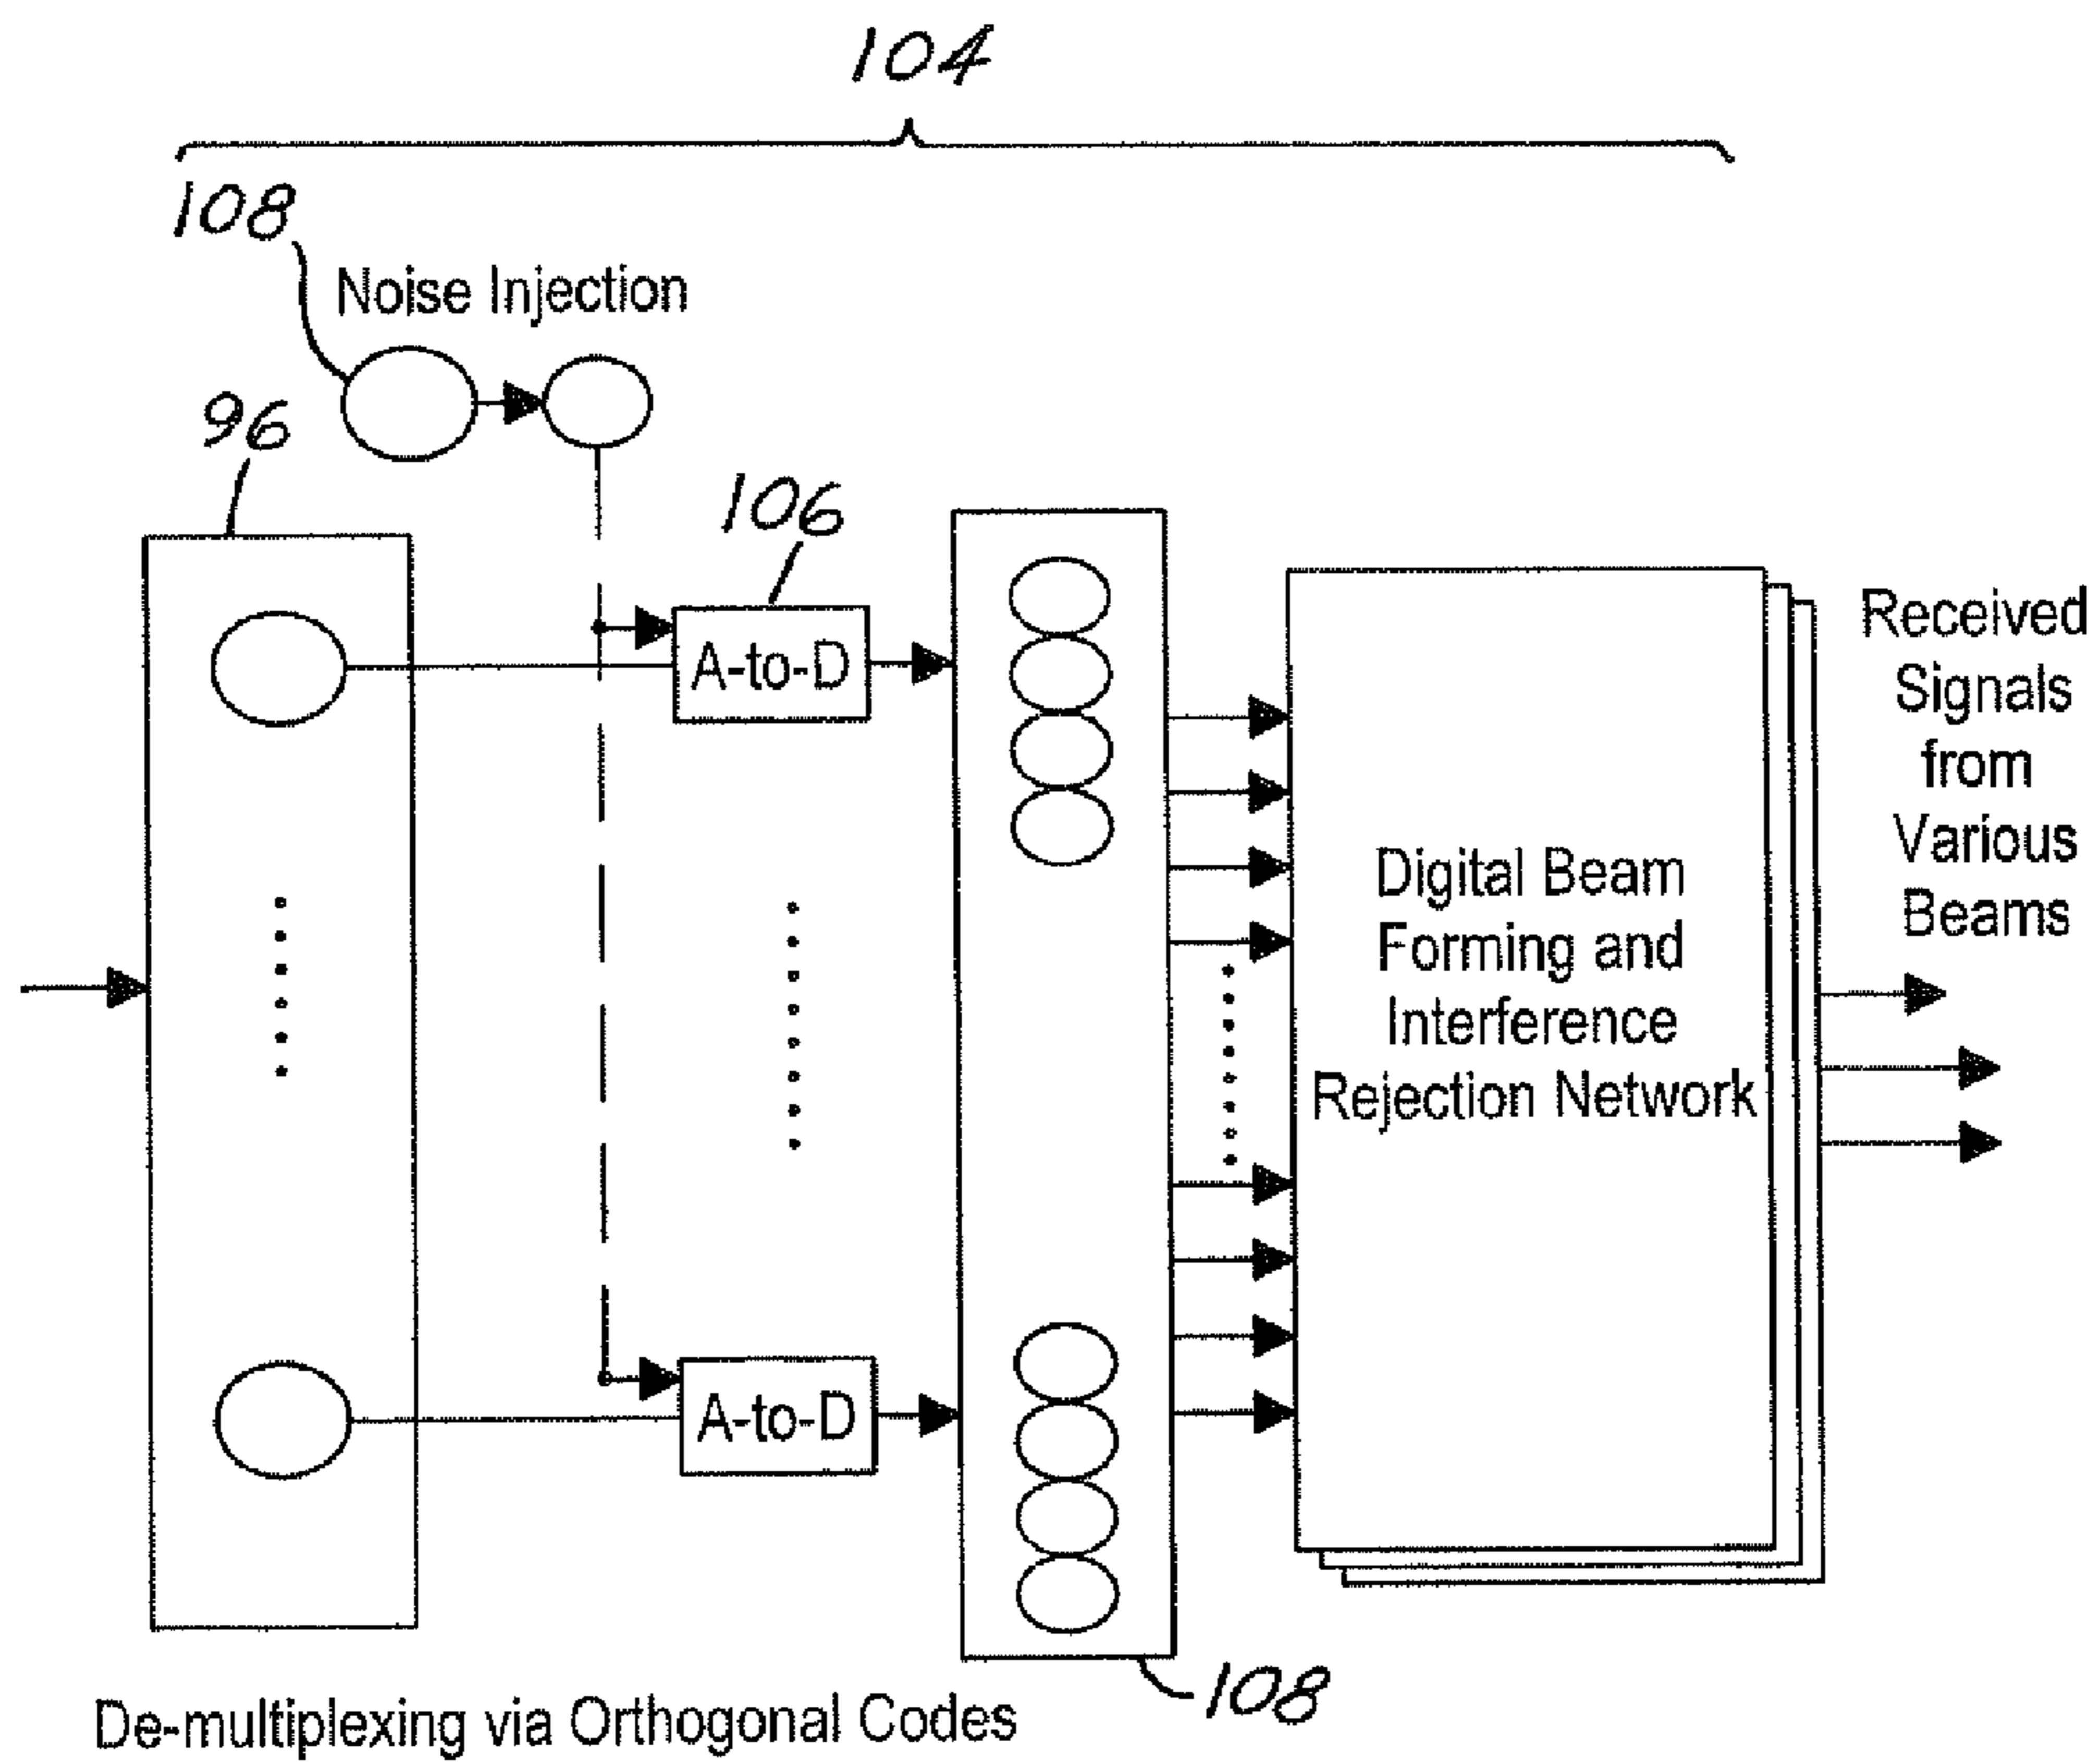 104
108
Noise Injection
96
106
A-to-D
Received
Signals
from
Various
Beams
Digital Beam
Forming and
Interference
Rejection Network
A-to-D
108
De-multiplexing via Orthogonal Codes